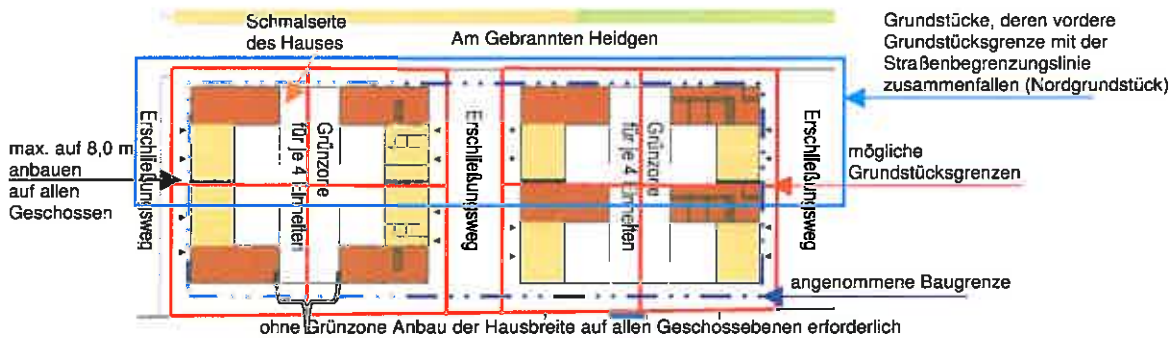 Schmalserte
des Hauses
Am Gebrannten Heidgen
Grundstücke, deren vordere
Grundstücksgrenze mit der
Straßenbegrenzungslinie
zusammenfallen (Nordgrundstück)
Erschließungsweg
Grünzone
für je 4 Einheiten
Erschließungsweg
Grünzone
für je 4 Einheiten
Erschließungsweg
max. auf 8,0 m
anbauen
auf allen
Geschossen
mögliche
Grundstücksgrenzen
angenommene Baugrenze
ohne Grünzone Anbau der Hausbreite auf allen Geschossebenen erforderlich